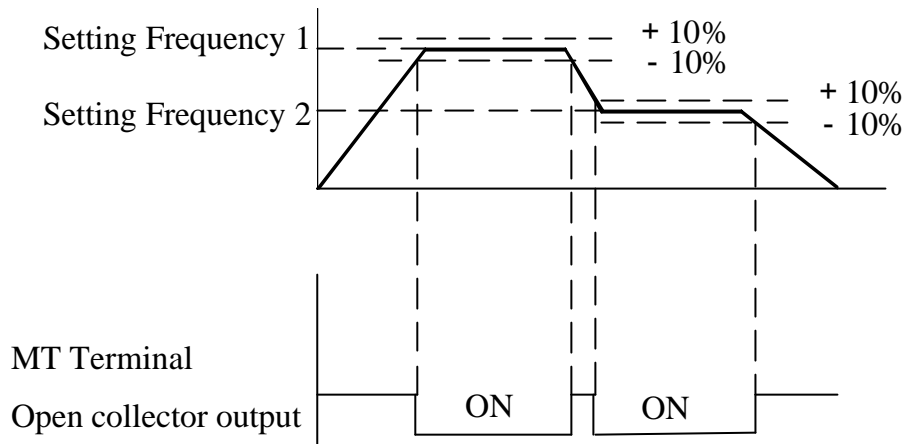 Setting Frequency 1
+ 10%
- 10%
Setting Frequency 2
+ 10%
- 10%
MT Terminal
Open collector output
ON
ON